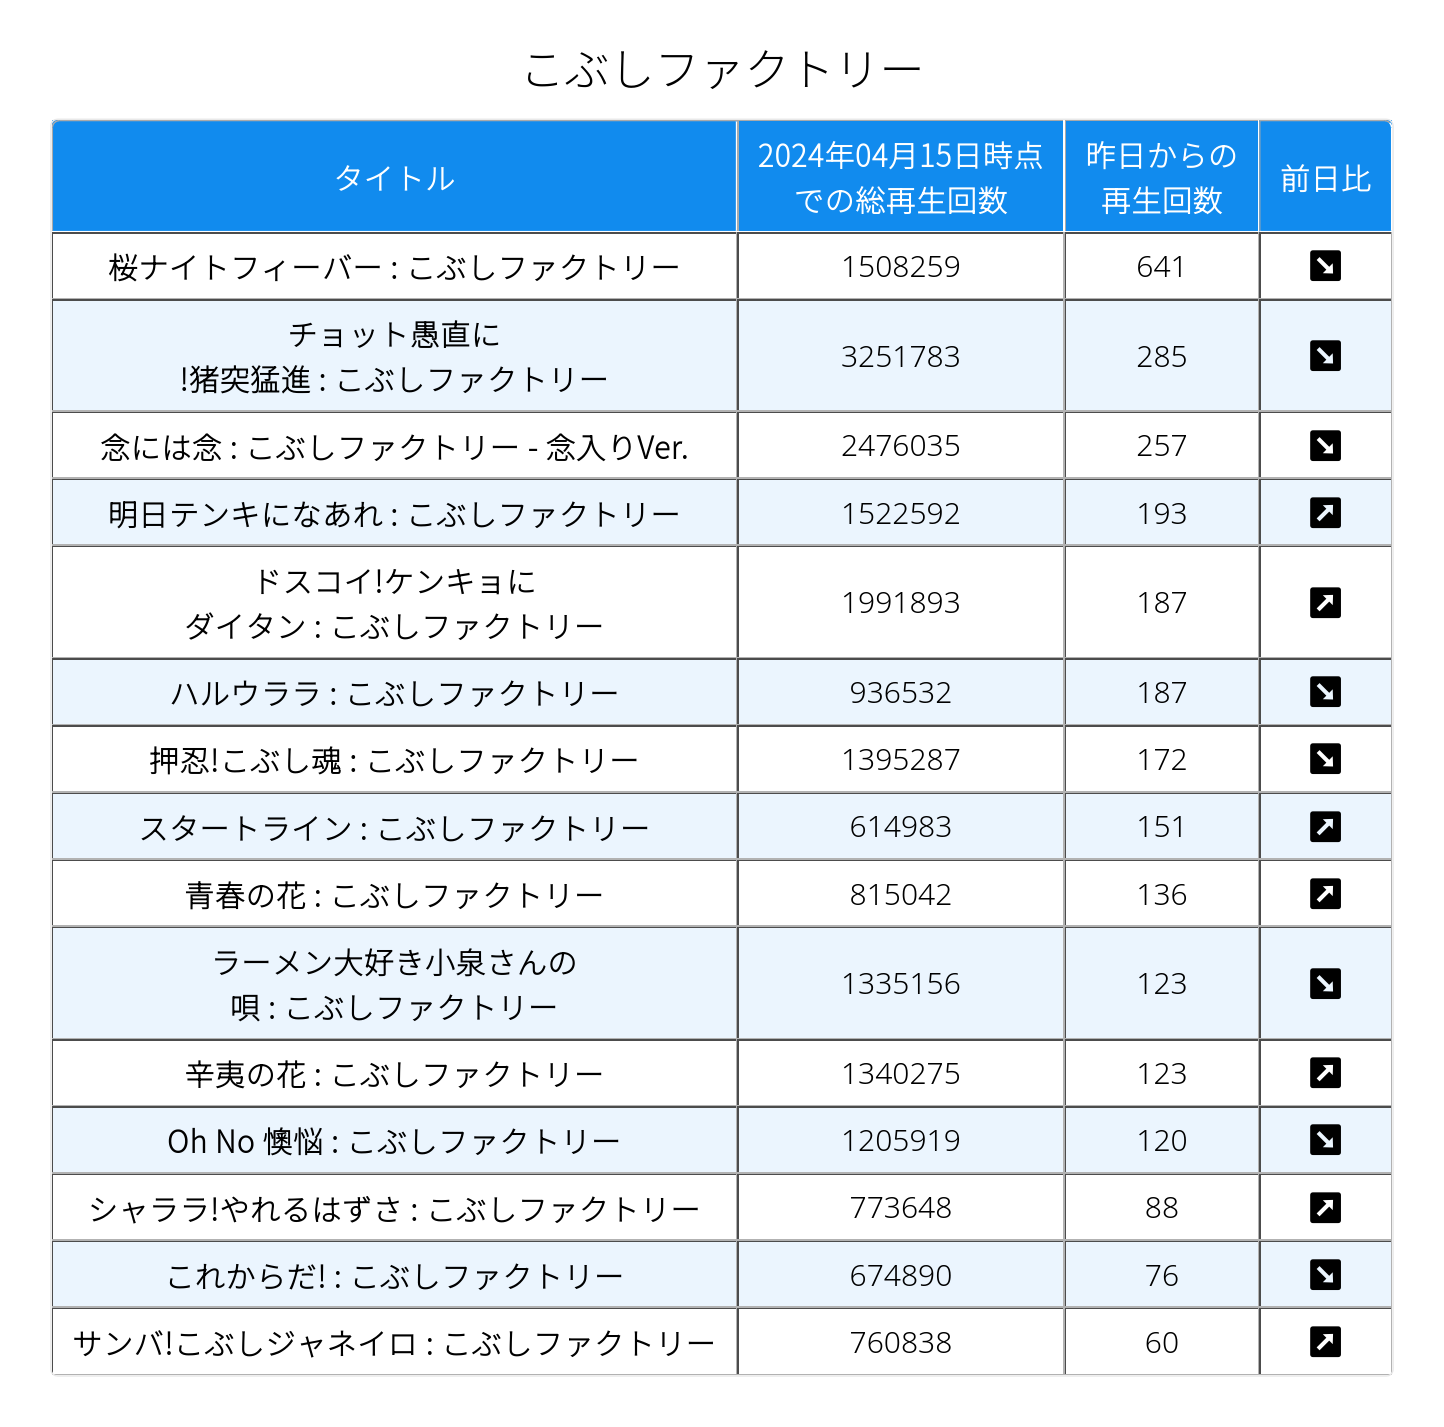 こぶしファクトリー
タイトル
2024年04月15日時点
での総再生回数
昨日からの
再生回数
前日比
桜ナイトフィーバー : こぶしファクトリー
1508259
641
チョット愚直に
!猪突猛進 : こぶしファクトリー
3251783
285
念には念 : こぶしファクトリー - 念入りVer.
2476035
257
明日テンキになあれ : こぶしファクトリー
1522592
193
ドスコイ!ケンキョに
ダイタン : こぶしファクトリー
1991893
187
ハルウララ : こぶしファクトリー
936532
187
押忍!こぶし魂 : こぶしファクトリー
1395287
172
スタートライン : こぶしファクトリー
614983
151
青春の花 : こぶしファクトリー
815042
136
ラーメン大好き小泉さんの
唄 : こぶしファクトリー
1335156
123
辛夷の花 : こぶしファクトリー
1340275
123
Oh No 懊悩 : こぶしファクトリー
1205919
120
シャララ!やれるはずさ : こぶしファクトリー
773648
88
これからだ! : こぶしファクトリー
674890
76
サンバ!こぶしジャネイロ : こぶしファクトリー
760838
60